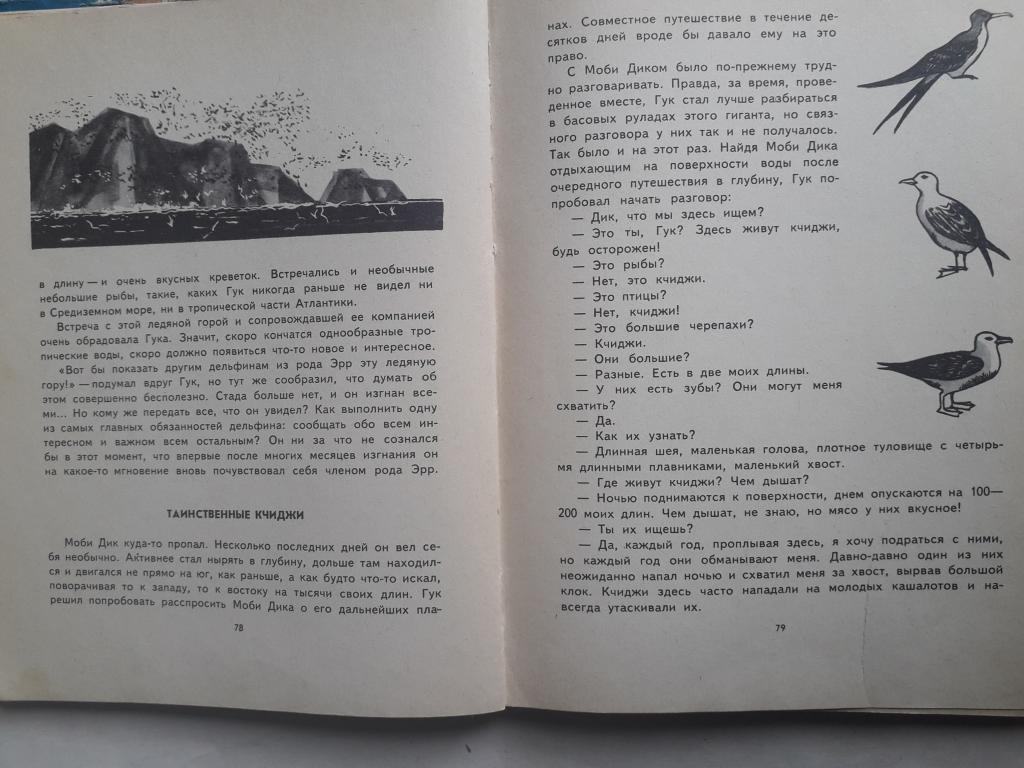 в длину — и очень вкусных креветок. Встречались и необычные
небольшие рыбы, такие, каких Гук никогда раньше не видел ни
в Средиземном море, ни в тропической части Атлантики.
Встреча с этой ледяной горой и сопровождавшей ее компанией
очень обрадовала Гука. Значит, скоро кончатся однообразные тро-
пические воды, скоро должно появиться что-то новое и интересное.
«Вот бы показать другим дельфинам из рода Эрр эту ледяную
гору!» — подумал вдруг Гук, но тут же сообразил, что думать об
этом совершенно бесполезно. Стада больше нет, и он изгнан все-
ми... Но кому же передать все, что он увидел? Как выполнить одну
из самых главных обязанностей дельфина: сообщать обо всем ин-
тересном и важном всем остальным? Он ни за что не сознался
бы в этот момент, что впервые после многих месяцев изгнания он
на какое-то мгновение вновь почувствовал себя членом рода Эрр.
ТАИНСТВЕННЫЕ КЧИДЖИ
Моби Дик куда-то пропал. Несколько последних дней он вел се-
бя необычно. Активнее стал нырять в глубину, дольше там находил-
ся и двигался не прямо на юг, как раньше, а как будто что-то искал,
поворачивая то к западу, то к востоку на тысячи своих длин. Гук
решил попробовать расспросить Моби Дика о его дальнейших пла-
78
нах. Совместное путешествие в течение де-
сятков дней вроде бы давало ему на это
право.
С Моби Диком было по-прежнему труд-
но разговаривать. Правда, за время, прове-
денное вместе, Гук стал лучше разбираться
в басовых руладах этого гиганта, но связ-
ного разговора у них так и не получалось.
Так было и на этот раз. Найдя Моби Дика
отдыхающим на поверхности воды после
очередного путешествия в глубину, Гук по-
пробовал начать разговор:
— Дик, что мы здесь ищем?
— Это ты, Гук? Здесь живут кчиджи,
будь осторожен!
— Это рыбы?
— Нет, это кчиджи.
— Это птицы?
— Нет, кчиджи!
— Это большие черепахи?
— Кчиджи.
— Они большие?
— Разные. Есть в две моих длины.
— У них есть зубы? Они могут меня
схватить?
— Да.
— Как их узнать?
— Длинная шея, маленькая голова, плотное туловище с четырь-
мя длинными плавниками, маленький хвост.
— Где живут кчиджи? Чем дышат?
— Ночью поднимаются к поверхности, днем опускаются на 100—
200 моих длин. Чем дышат, не знаю, но мясо у них вкусное!
— Ты их ищешь?
— Да, каждый год, проплывая здесь, я хочу подраться с ними,
но каждый год они обманывают меня. Давно-давно один из них
неожиданно напал ночью и схватил меня за хвост, вырвав большой
клок. Кчиджи здесь часто нападали на молодых кашалотов и на-
всегда утаскивали их.
79